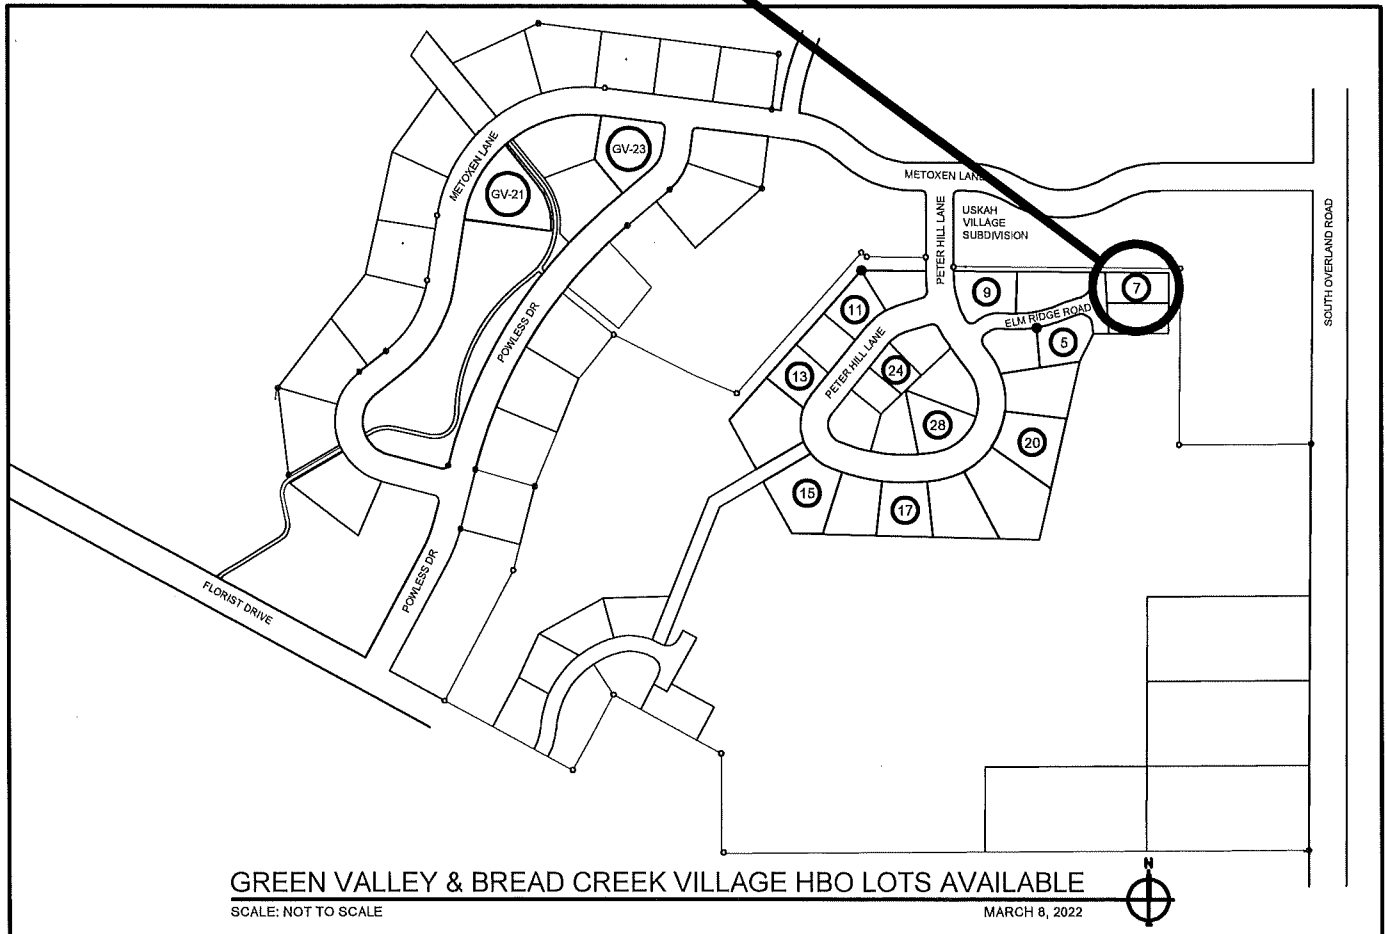 GV-23
METOXEN LANE
GV-21
METOXEN LANE
PETER HILL LANE
USKAH
VILLAGE
SUBDIVISION
SOUTH OVERLAND ROAD
9
7
11
ELM RIDGE ROAD
POWLESS DR
5
PETER HILL LANE
13
24
28
20
15
17
POWLESS DR
FLORIST DRIVE
GREEN VALLEY & BREAD CREEK VILLAGE HBO LOTS AVAILABLE
SCALE: NOT TO SCALE
MARCH 8, 2022
N